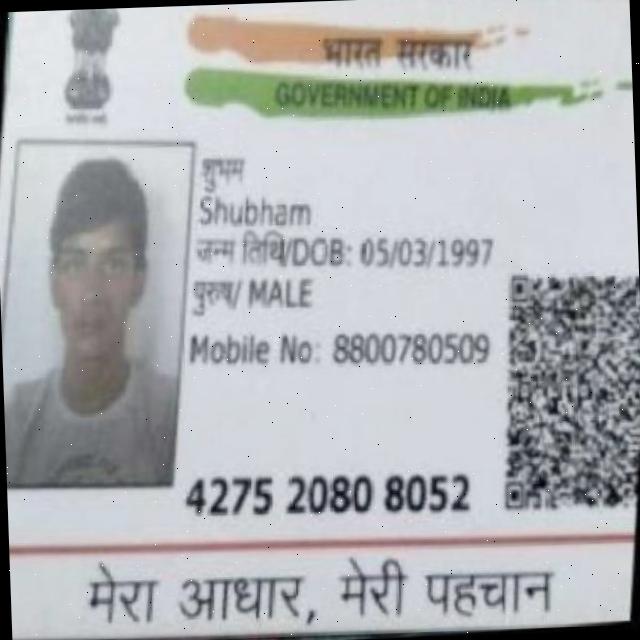 भारत सरकार
GOVERNMENT OF INDIA
शुभम
Shubham
जन्म तिथि/DOB: 05/03/1997
पुरुष/ MALE
Mobile No: 8800780509
4275 2080 8052
मेरा आधार, मेरी पहचान